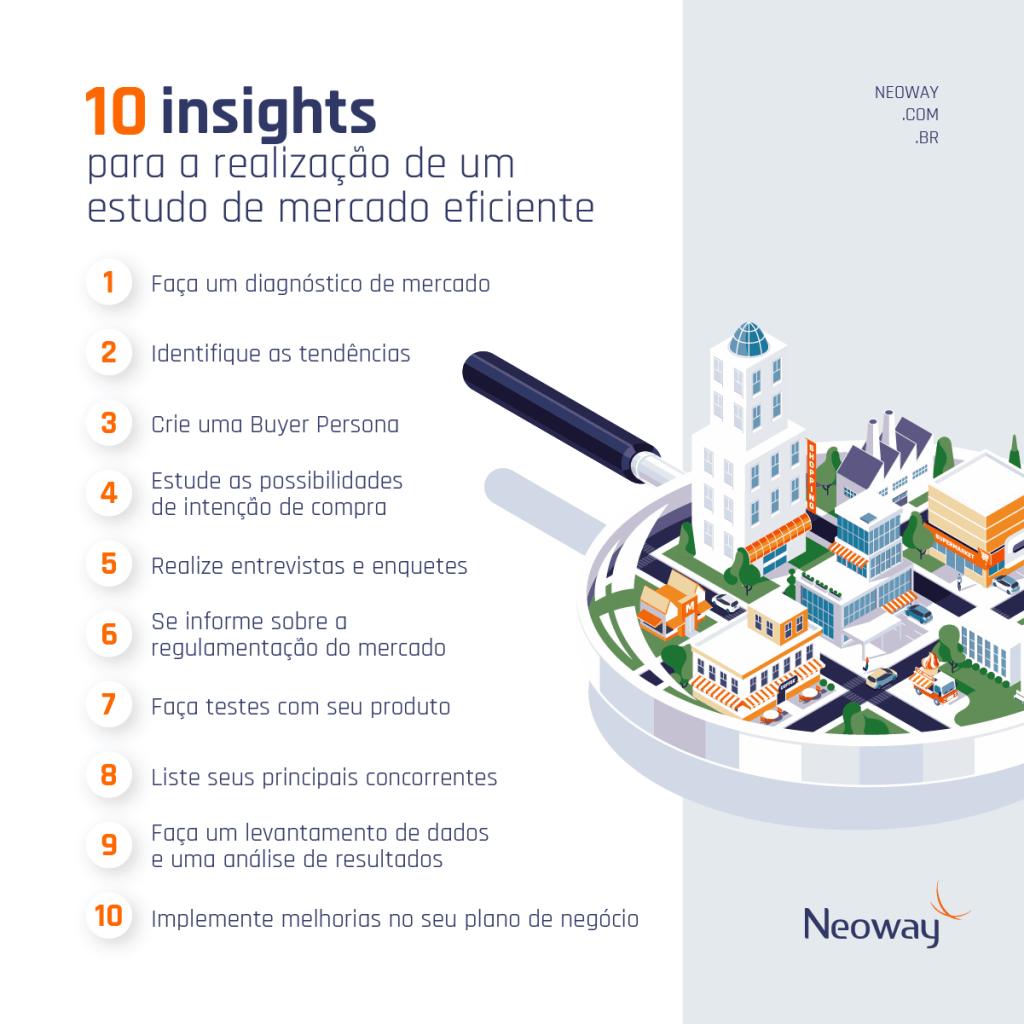 10 insights
para a realização de um
estudo de mercado eficiente
NEOWAY
.COM
.BR
1 Faça um diagnóstico de mercado
2 Identifique as tendências
3 Crie uma Buyer Persona
4 Estude as possibilidades
de intenção de compra
5 Realize entrevistas e enquetes
6 Se informe sobre a
regulamentação do mercado
7 Faça testes com seu produto
8 Liste seus principais concorrentes
9 Faça um levantamento de dados
e uma análise de resultados
10 Implemente melhorias no seu plano de negócio
SHOPPING
SUPERMARKET
M
OFFICE
Neoway